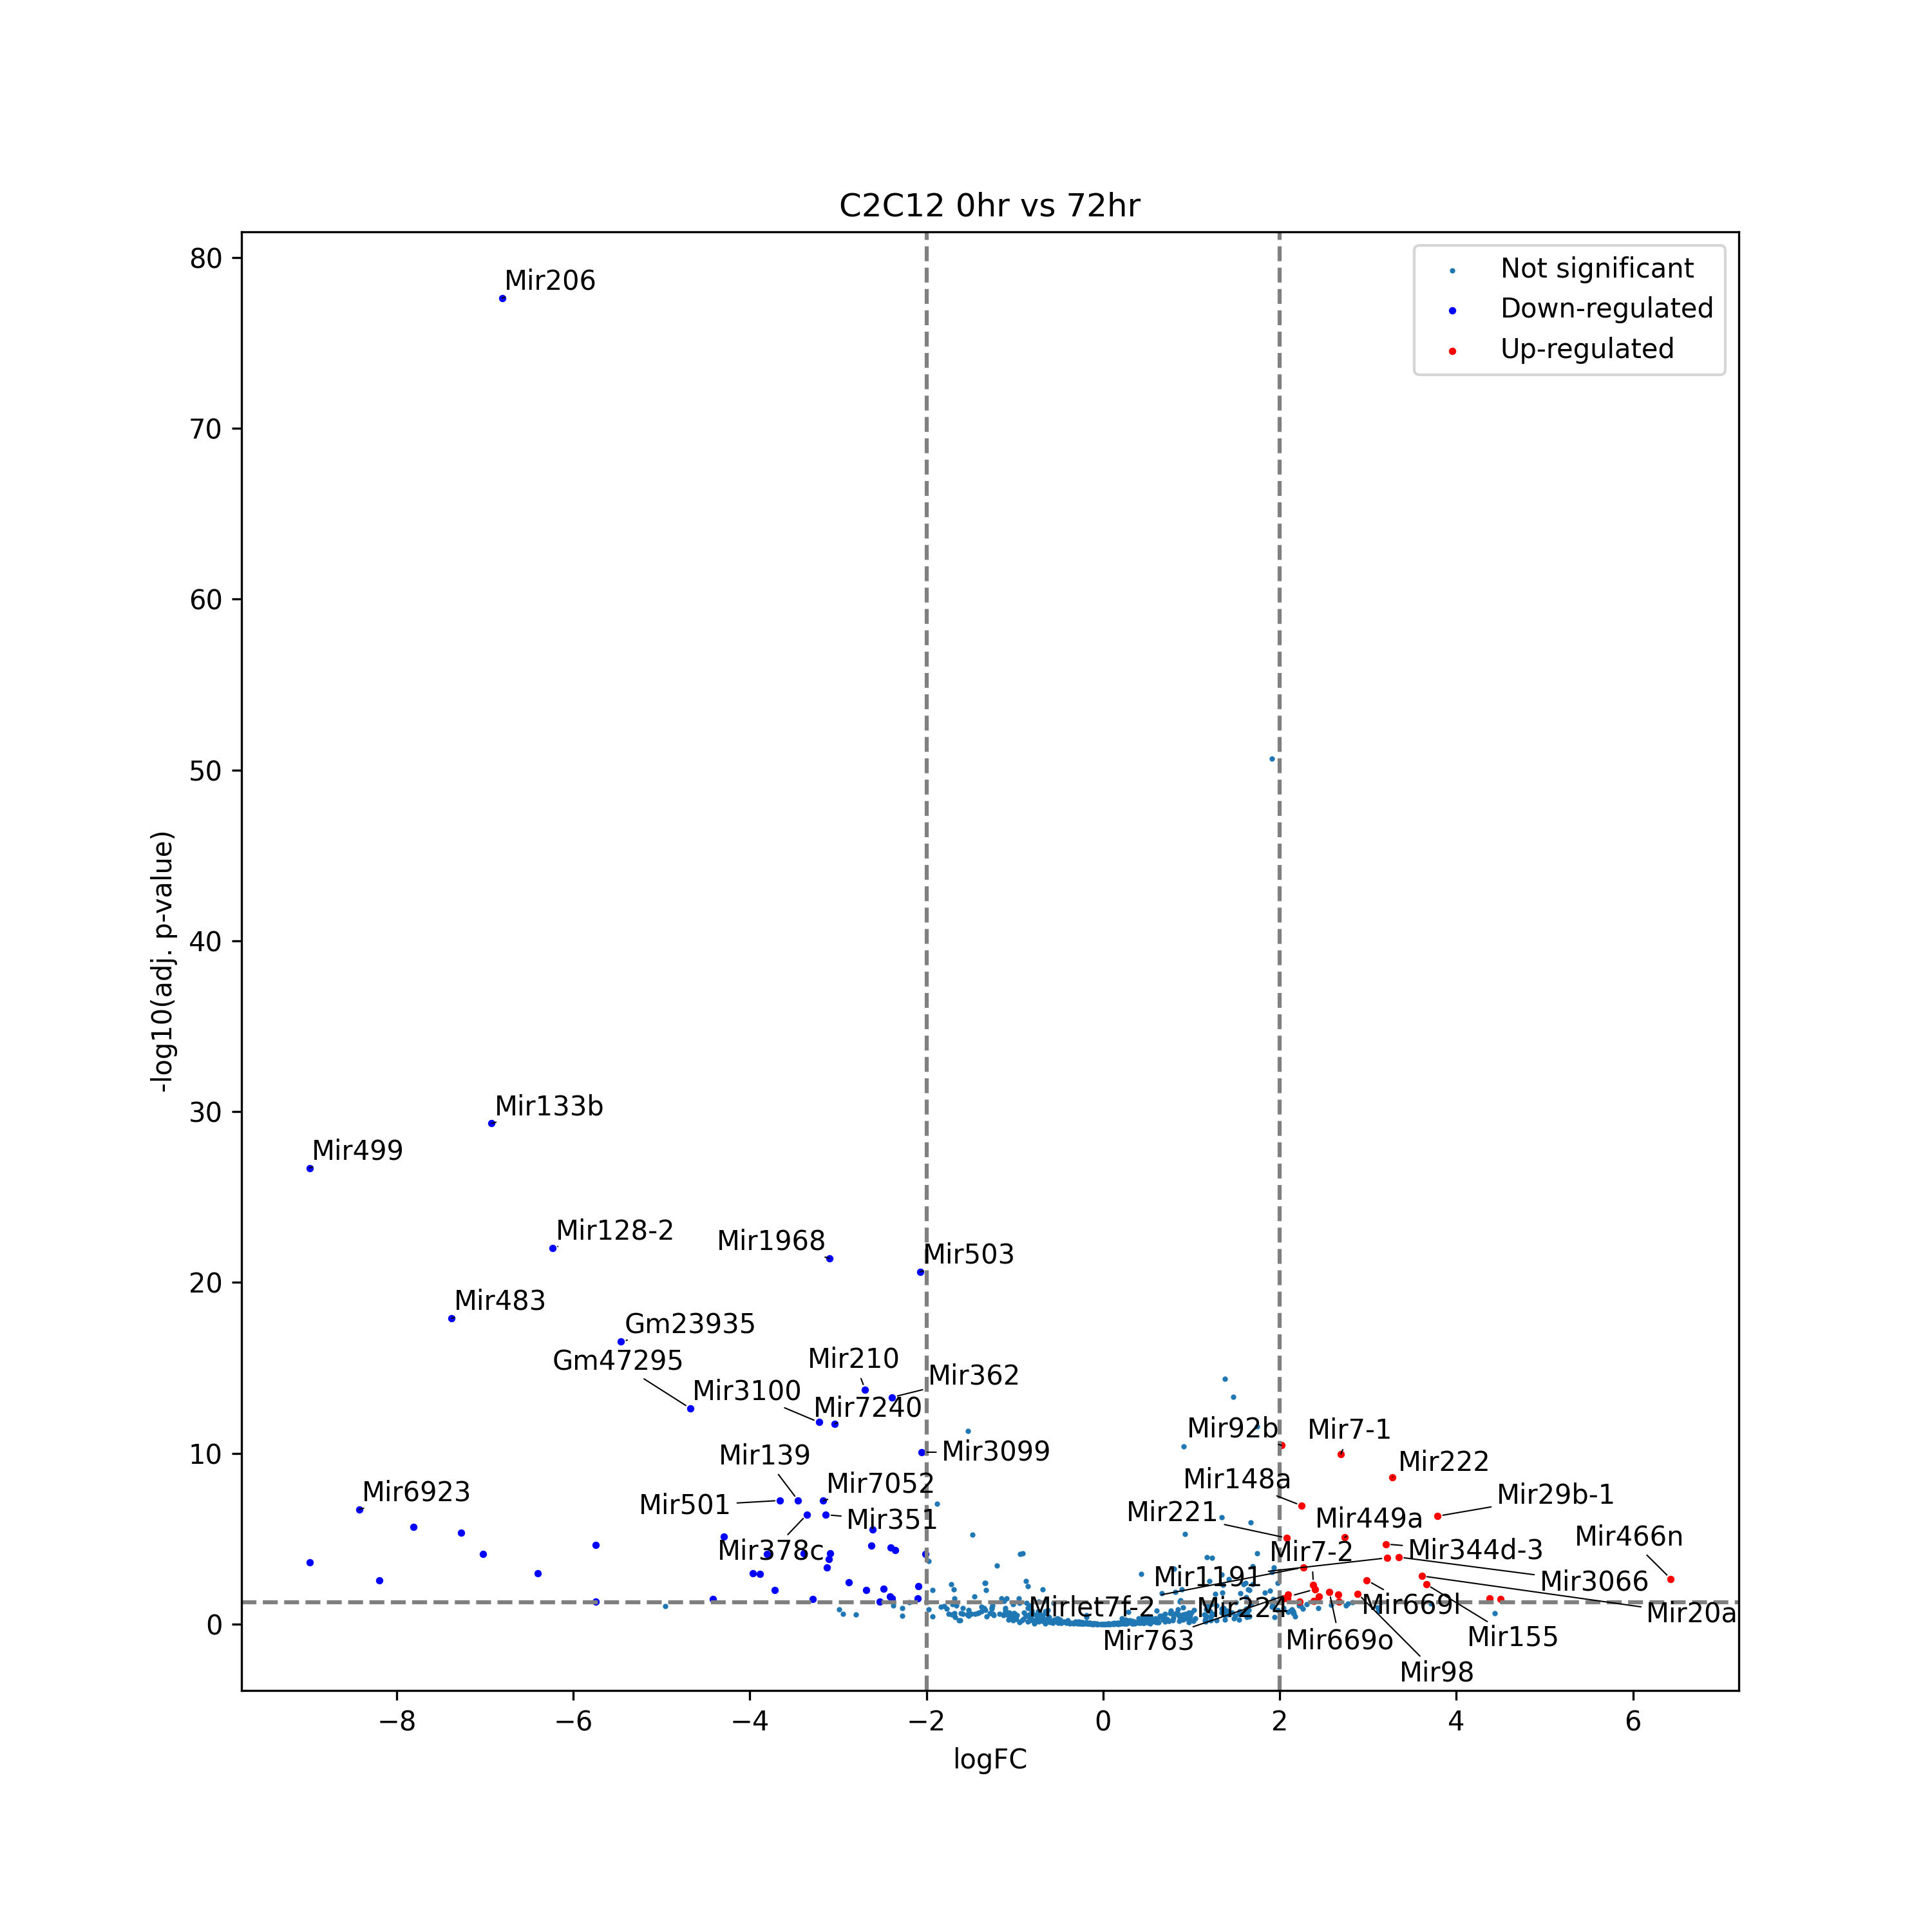 C2C12 0hr vs 72hr
Not significant
Down-regulated
Up-regulated
80
70
60
50
40
30
20
10
0
-log10(adj. p-value)
Mir206
Mir133b
Mir499
Mir128-2
Mir1968
Mir503
Mir483
Gm23935
Gm47295
Mir210
Mir362
Mir3100
Mir7240
Mir92b
Mir7-1
Mir139
Mir3099
Mir222
Mir148a
Mir6923
Mir7052
Mir29b-1
Mir501
Mir221
Mir351
Mir449a
Mir466n
Mir378c
Mir7-2
Mir344d-3
Mir1191
Mir3066
Mirlet7f-2
Mir224
Mir669l
Mir20a
Mir763
Mir669o
Mir155
Mir98
−8
−6
−4
−2
0
2
4
6
logFC